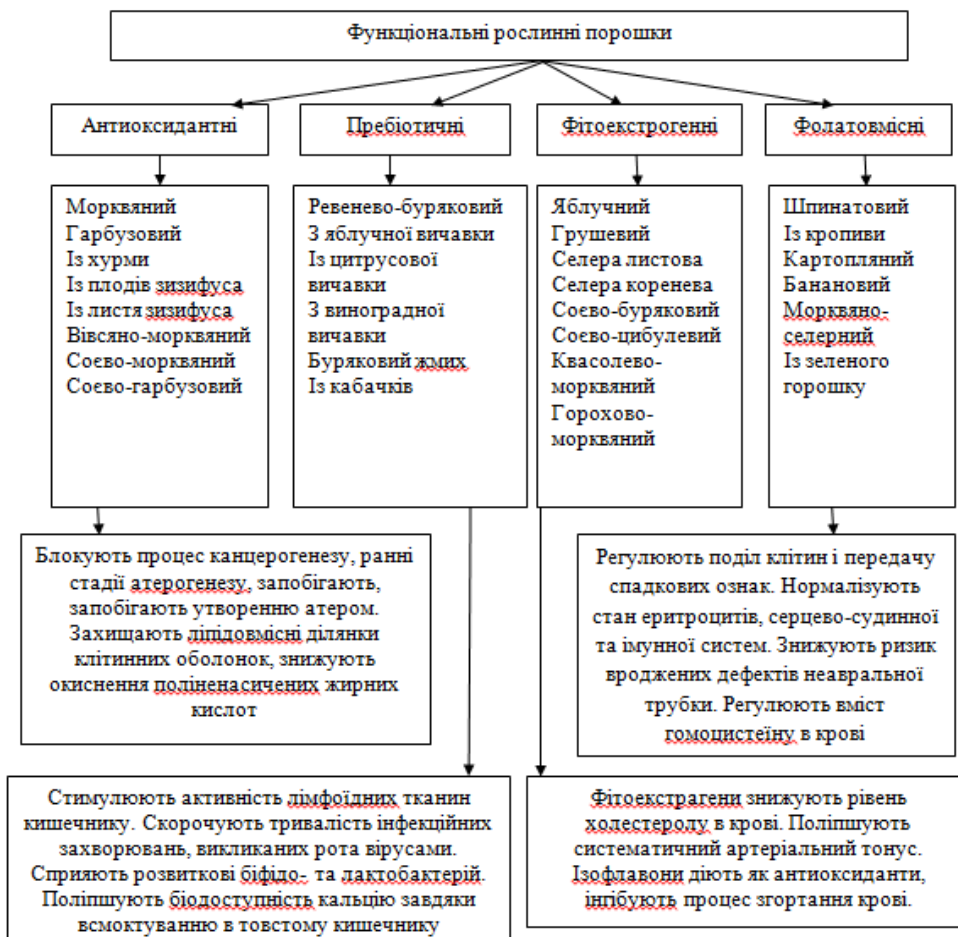 Функціональні рослинні порошки
Антиоксидантні
Пребіотичні
Фітоекстрогенні
Фолатовмісні
Морквяний
Гарбузовий
Із хурми
Із плодів зизифуса
Із листя зизифуса
Вівсяно-морквяний
Соєво-морквяний
Соєво-гарбузовий
Ревенево-буряковий
З яблучної вичавки
Із цитрусової
вичавки
З виноградної
вичавки
Буряковий жмих
Із кабачків
Яблучний
Грушевий
Селера листова
Селера коренева
Соєво-буряковий
Соєво-цибулевий
Квасолево-
морквяний
Горохово-
морквяний
Шпинатовий
Із кропиви
Картопляний
Банановий
Морквяно-
селерний
Із зеленого
горошку
Блокують процес канцерогенезу, ранні
стадії атерогенезу, запобігають,
запобігають утворенню атером.
Захищають ліпідовмісні ділянки
клітинних оболонок, знижують
окиснення поліненасичених жирних
кислот
Регулюють поділ клітин і передачу
спадкових ознак. Нормалізують
стан еритроцитів, серцево-судинної
та імунної систем. Знижують ризик
вроджених дефектів неавральної
трубки. Регулюють вміст
гомоцистеїну в крові
Стимулюють активність лімфоїдних тканин
кишечнику. Скорочують тривалість інфекційних
захворювань, викликаних рота вірусами.
Сприяють розвиткові біфідо- та лактобактерій.
Поліпшують біодоступність кальцію завдяки
всмоктуванню в товстому кишечнику
Фітоекстрагени знижують рівень
холестеролу в крові. Поліпшують
систематичний артеріальний тонус.
Ізофлавони діють як антиоксиданти,
інгібують процес згортання крові.